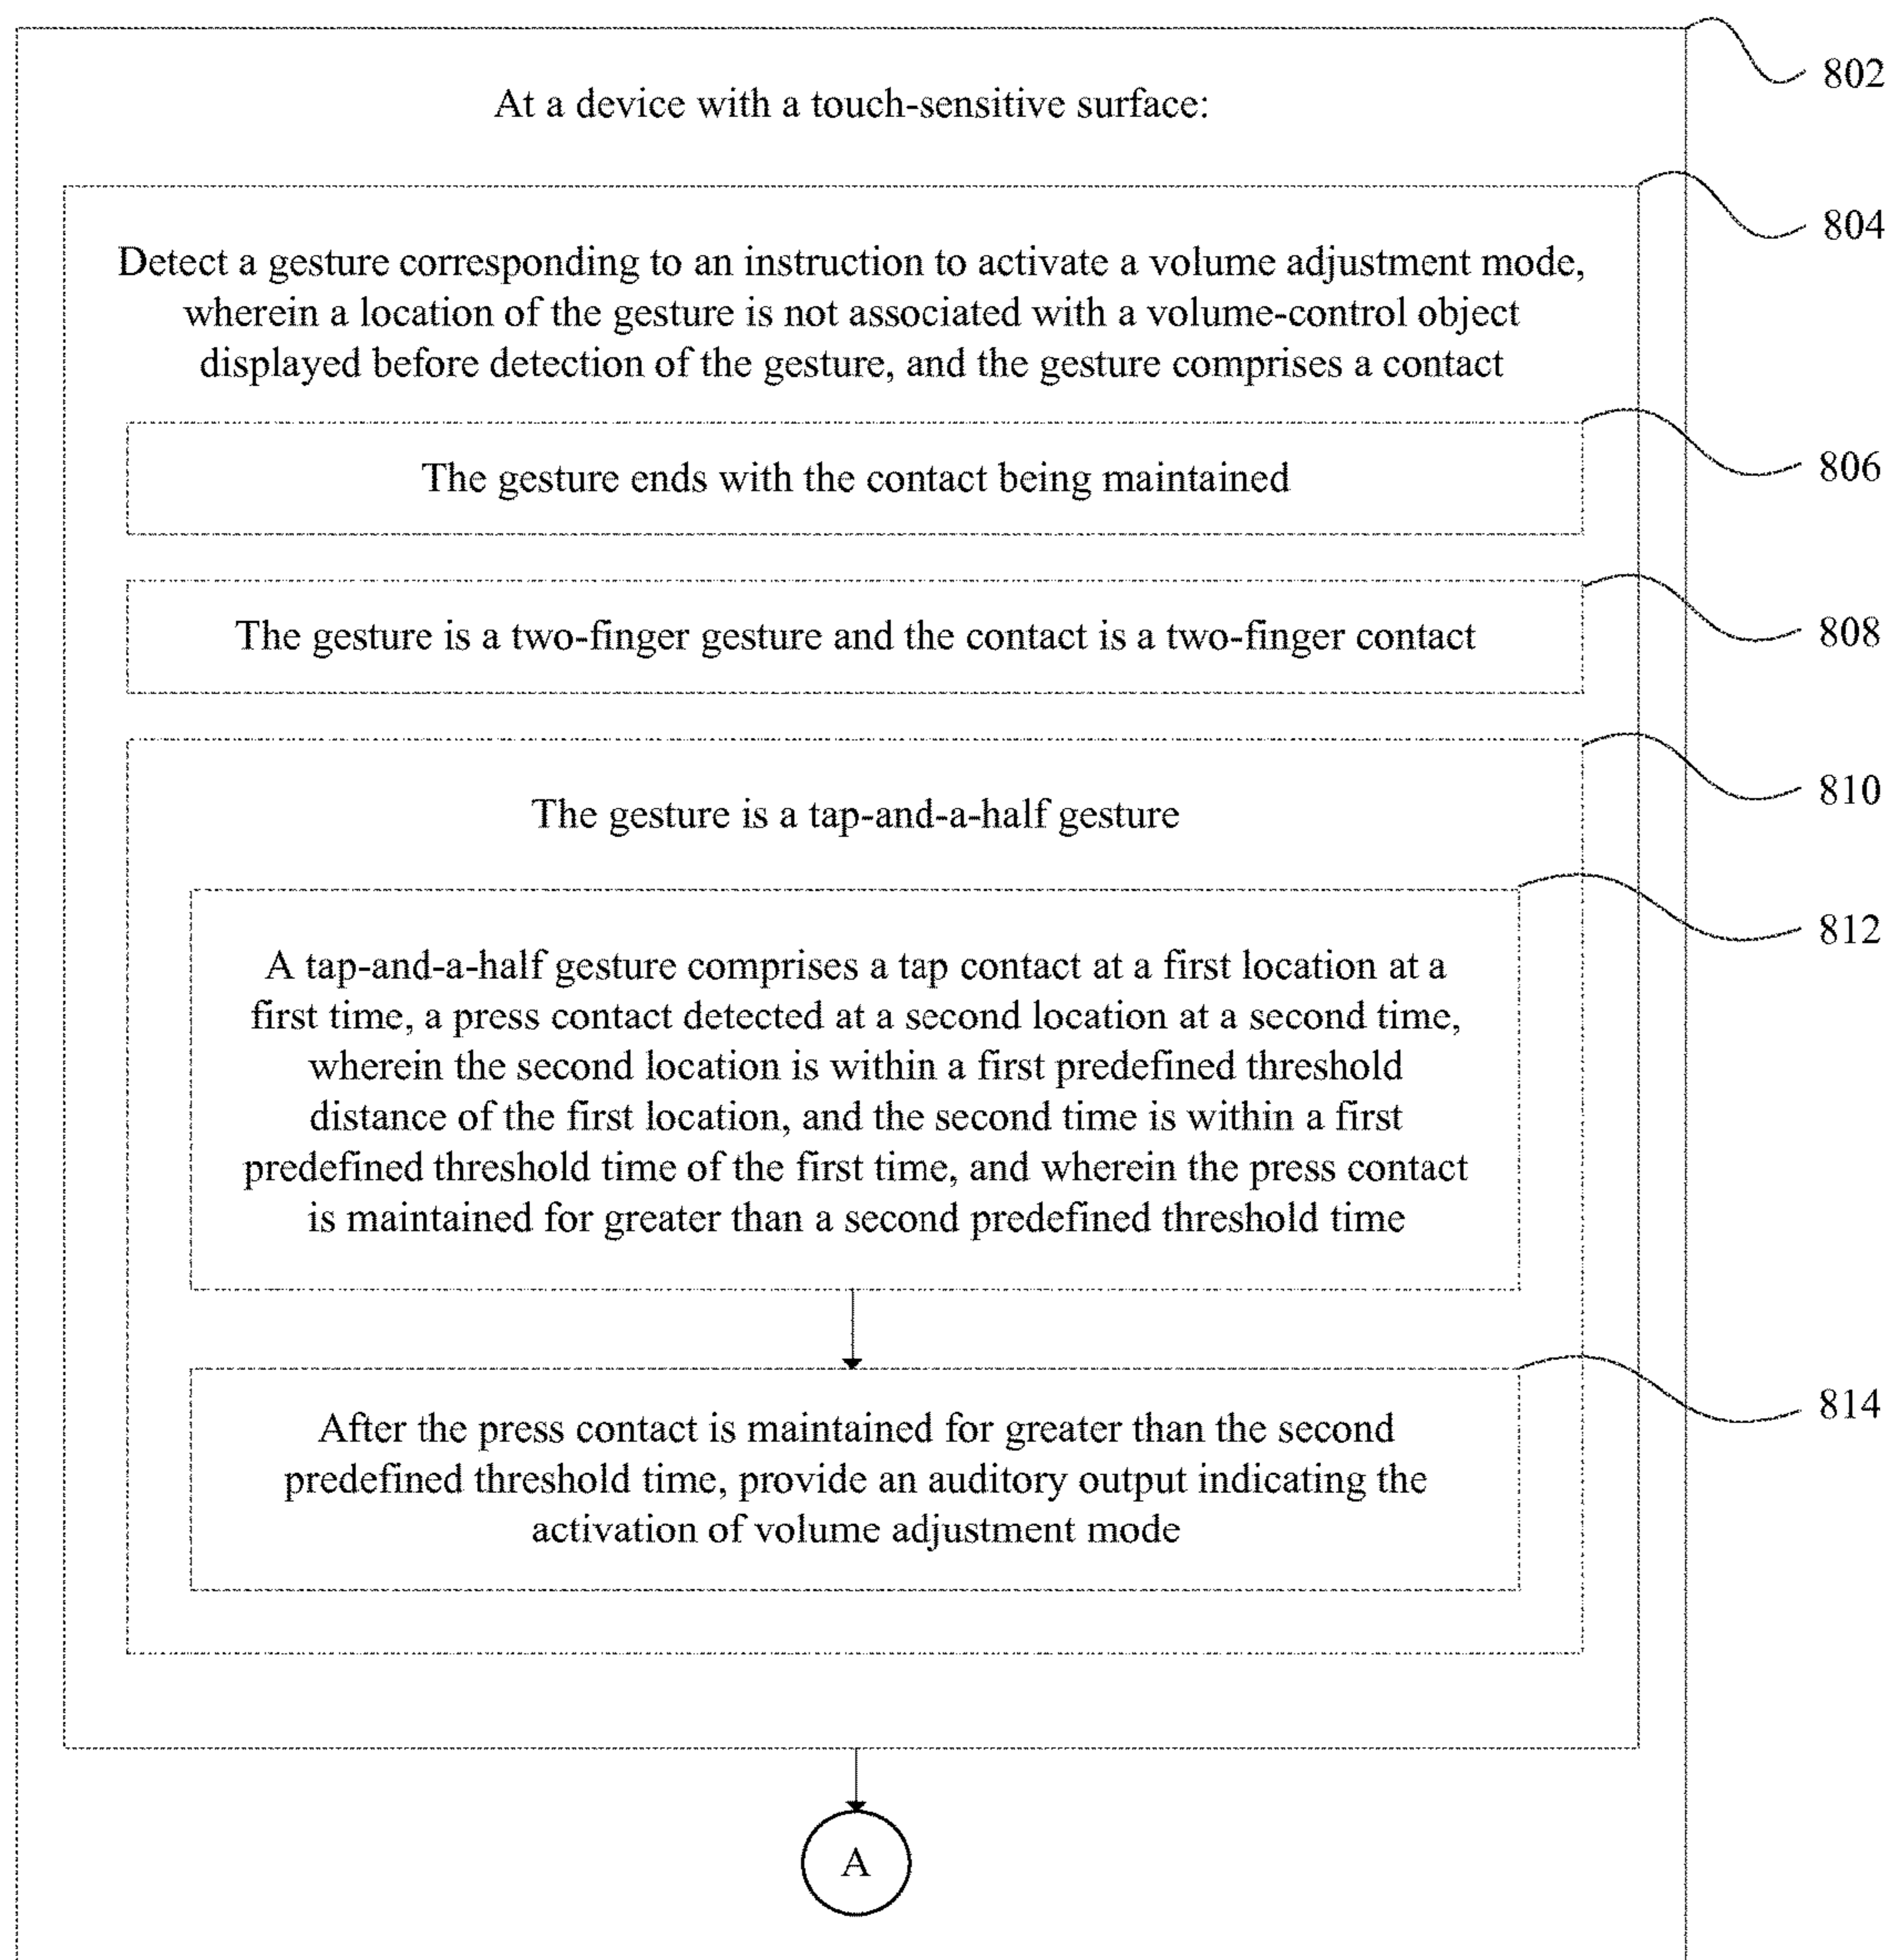 802
At a device with a touch-sensitive surface:
804
Detect a gesture corresponding to an instruction to activate a volume adjustment mode,
wherein a location of the gesture is not associated with a volume-control object
displayed before detection of the gesture, and the gesture comprises a contact
806
The gesture ends with the contact being maintained
808
The gesture is a two-finger gesture and the contact is a two-finger contact
810
The gesture is a tap-and-a-half gesture
812
A tap-and-a-half gesture comprises a tap contact at a first location at a
first time, a press contact detected at a second location at a second time,
wherein the second location is within a first predefined threshold
distance of the first location, and the second time is within a first
predefined threshold time of the first time, and wherein the press contact
is maintained for greater than a second predefined threshold time
814
After the press contact is maintained for greater than the second
predefined threshold time, provide an auditory output indicating the
activation of volume adjustment mode
A